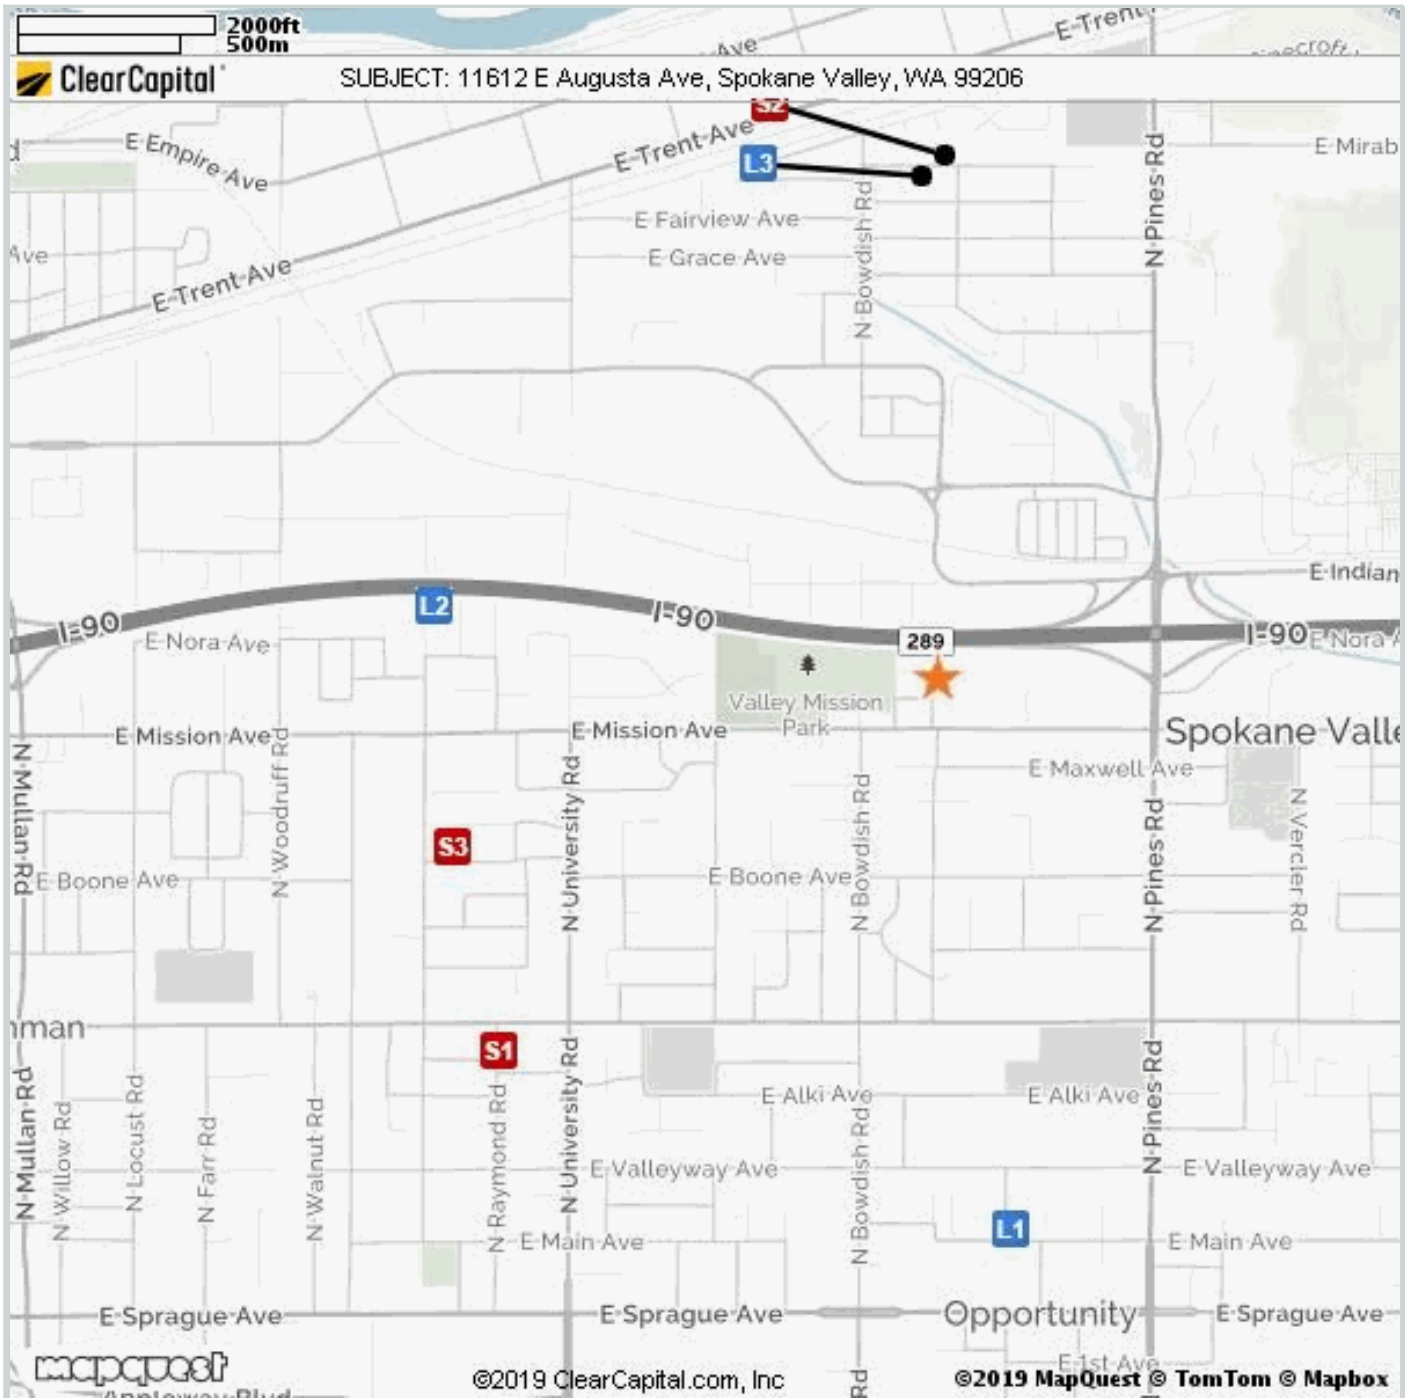 2000ft
500m
E Trent
Ave
ClearCapital
SUBJECT: 11612 E Augusta Ave, Spokane Valley, WA 99206
S2
E Trent Ave
L3
E Empire Ave
N Pines Rd
E Mirab
E Fairview Ave
N Bowdish Rd
Ave
E Grace Ave
E Trent Ave
E Indian
L2
I-90
I-90
289
I-90
E Nora Ave
E Nora A
Valley Mission
Park
E Mission Ave
E Mission Ave
Spokane Valle
N Mullan Rd
N Woodruff Rd
N University Rd
N Bowdish Rd
E Maxwell Ave
N Pines Rd
N Vercler Rd
S3
E Boone Ave
E Boone Ave
S1
N Mullan Rd
N Willow Rd
N Locust Rd
N Farr Rd
N Walnut Rd
N Raymond Rd
N University Rd
E Alki Ave
E Alki Ave
N Pines Rd
N Bowdish Rd
E Valleyway Ave
E Valleyway Ave
L1
E Main Ave
E Main Ave
E Sprague Ave
E Sprague Ave
Opportunity
E Sprague Ave
E 1st Ave
Rd
mapquest
©2019 ClearCapital.com, Inc
©2019 MapQuest © TomTom © Mapbox
Appleway Blvd